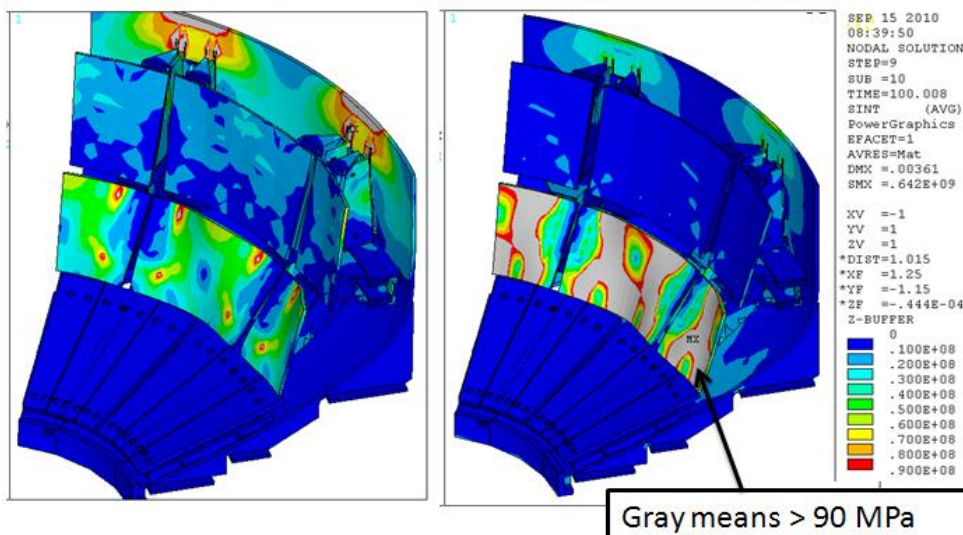 1
1
SEP 15 2010
08:39:50
NODAL SOLUTION
STEP=9
SUB =10
TIME=100.008
SINT (AVG)
PowerGraphics
EFACET=1
AVRES=Mat
DMX =.00361
SMX =.642E+09
XV =-1
YV =1
ZV =1
*DIST=1.015
*XF =1.25
*YF =-1.15
*ZF =-.444E-04
Z-BUFFER
0
.100E+08
.200E+08
.300E+08
.400E+08
.500E+08
.600E+08
.700E+08
.800E+08
.900E+08
MX
Gray means > 90 MPa